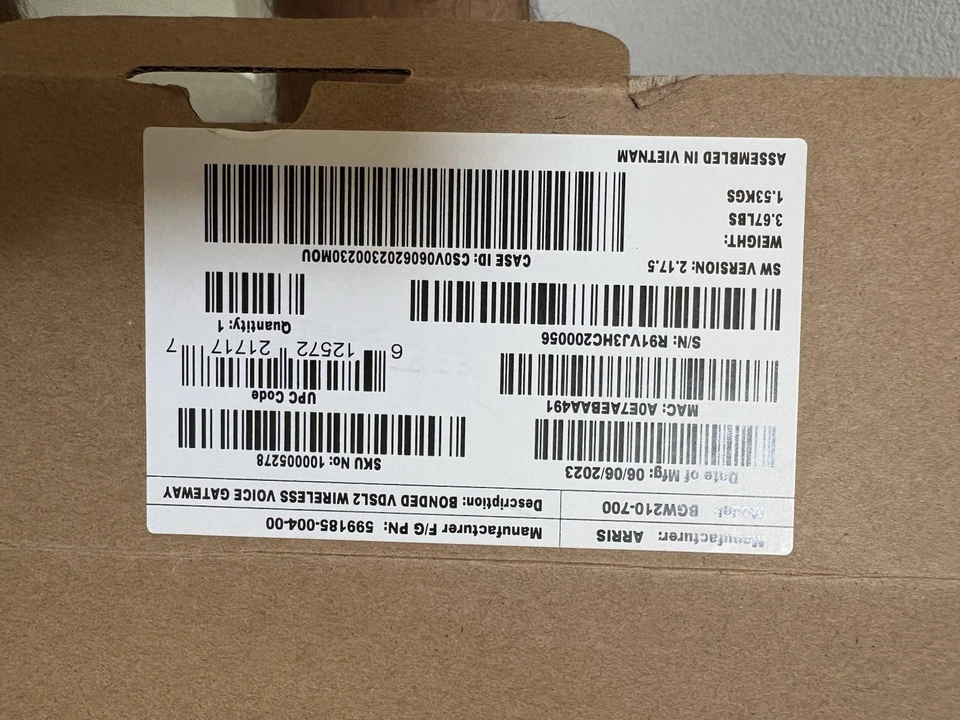 Manufacturer: ARRIS
Manufacturer F/G PN: 599185-004-00
Model: BGW210-700
Description: BONDED VDSL2 WIRELESS VOICE GATEWAY
Date of Mfg: 06/06/2023
SKU No: 100005278
MAC: A0E7AEBAA491
UPC Code
6 12572 21717 7
S/N: R91VJ3HC200056
Quantity: 1
SW VERSION: 2.17.5
CASE ID: CS0V0606202300230MOU
WEIGHT:
3.67LBS
1.53KGS
ASSEMBLED IN VIETNAM